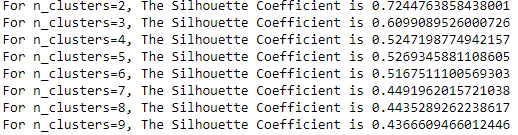 For n_clusters=2, The Silhouette Coefficient is 0.7244763858438001
For n_clusters=3, The Silhouette Coefficient is 0.6099089526000726
For n_clusters=4, The Silhouette Coefficient is 0.5247198774942157
For n_clusters=5, The Silhouette Coefficient is 0.5269345881108605
For n_clusters=6, The Silhouette Coefficient is 0.5167511100569303
For n_clusters=7, The Silhouette Coefficient is 0.4491962015721038
For n_clusters=8, The Silhouette Coefficient is 0.4435289262238617
For n_clusters=9, The Silhouette Coefficient is 0.4366609466012446